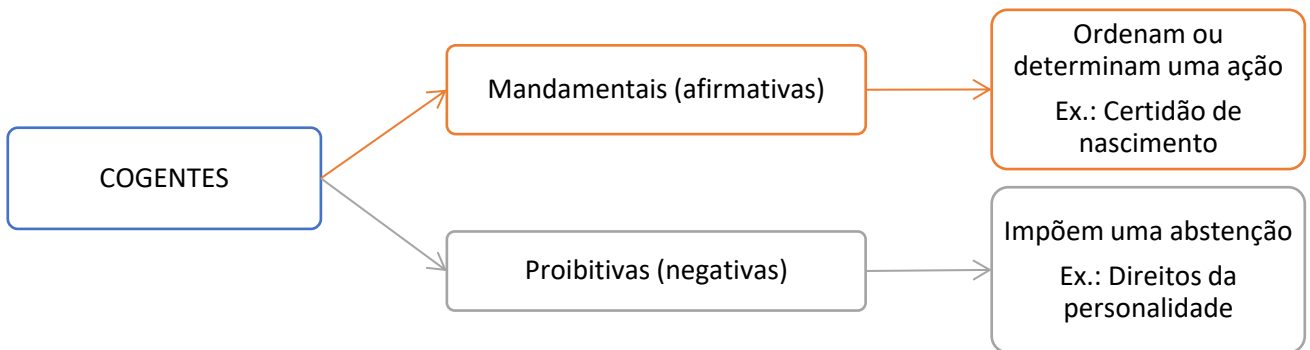 COGENTES
Mandamentais (afirmativas)
Ordenam ou
determinam uma ação
Ex.: Certidão de
nascimento
Proibitivas (negativas)
Impõem uma abstenção
Ex.: Direitos da
personalidade